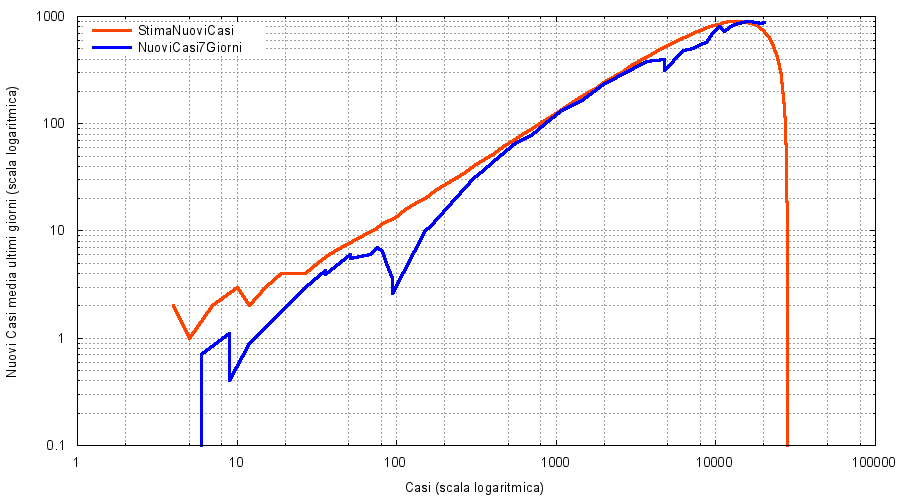 StimaNuoviCasi
NuoviCasi7Giorni
Nuovi Casi media ultimi giorni (scala logaritmica)
1000
100
10
1
0.1
1 10 100 1000 10000 100000
Casi (scala logaritmica)